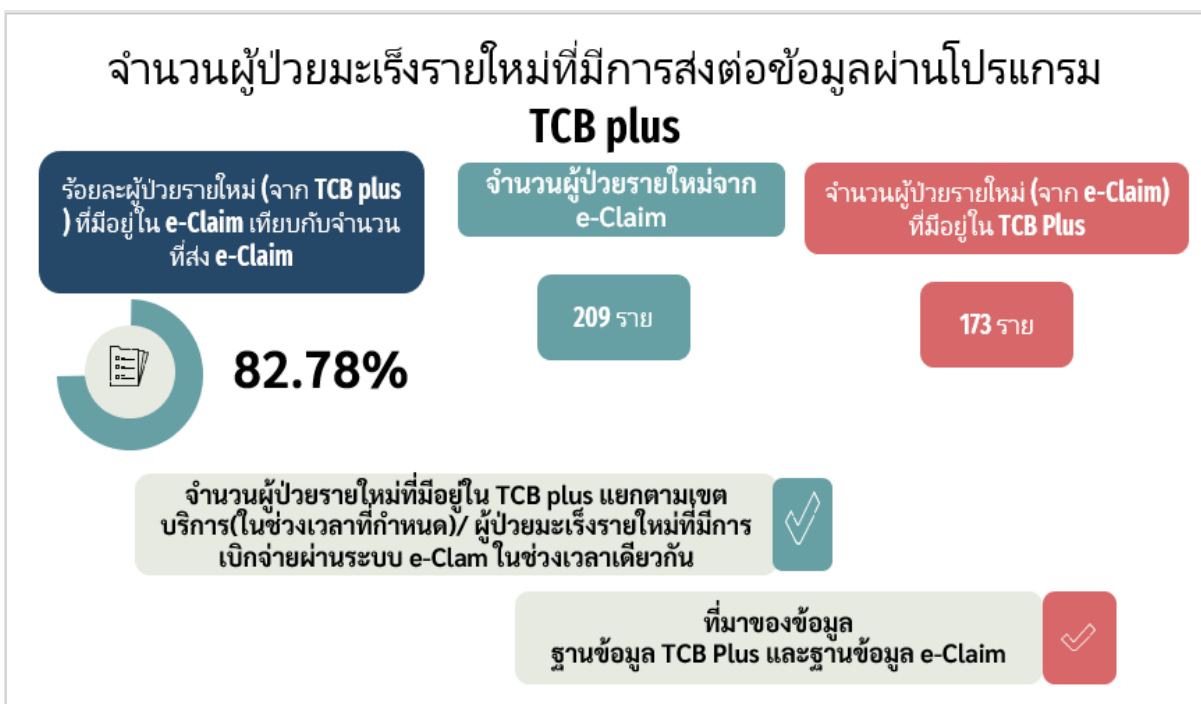 จำนวนผู้ป่วยมะเร็งรายใหม่ที่มีการส่งต่อข้อมูลผ่านโปรแกรม
TCB plus
ร้อยละผู้ป่วยรายใหม่ (จาก TCB plus
) ที่มีอยู่ใน e-Claim เทียบกับจำนวน
ที่ส่ง e-Claim
82.78%
จำนวนผู้ป่วยรายใหม่จาก
e-Claim
209 ราย
จำนวนผู้ป่วยรายใหม่ (จาก e-Claim)
ที่มีอยู่ใน TCB Plus
173 ราย
จำนวนผู้ป่วยรายใหม่ที่มีอยู่ใน TCB plus แยกตามเขต
บริการ(ในช่วงเวลาที่กำหนด)/ ผู้ป่วยมะเร็งรายใหม่ที่มีการ
เบิกจ่ายผ่านระบบ e-Clam ในช่วงเวลาเดียวกัน
ที่มาของข้อมูล
ฐานข้อมูล TCB Plus และฐานข้อมูล e-Claim